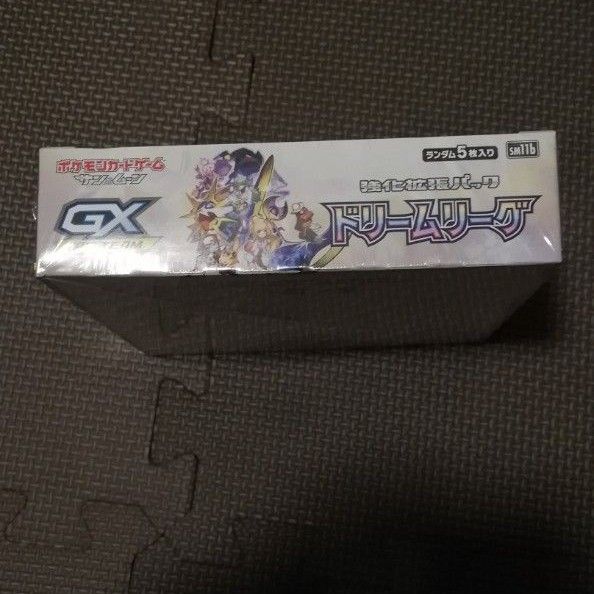 ポケモンカードゲーム
サン&ムーン
GX
TAG TEAM
ランダム5枚入り
SM11b
強化拡張パック
ドリームリーグ